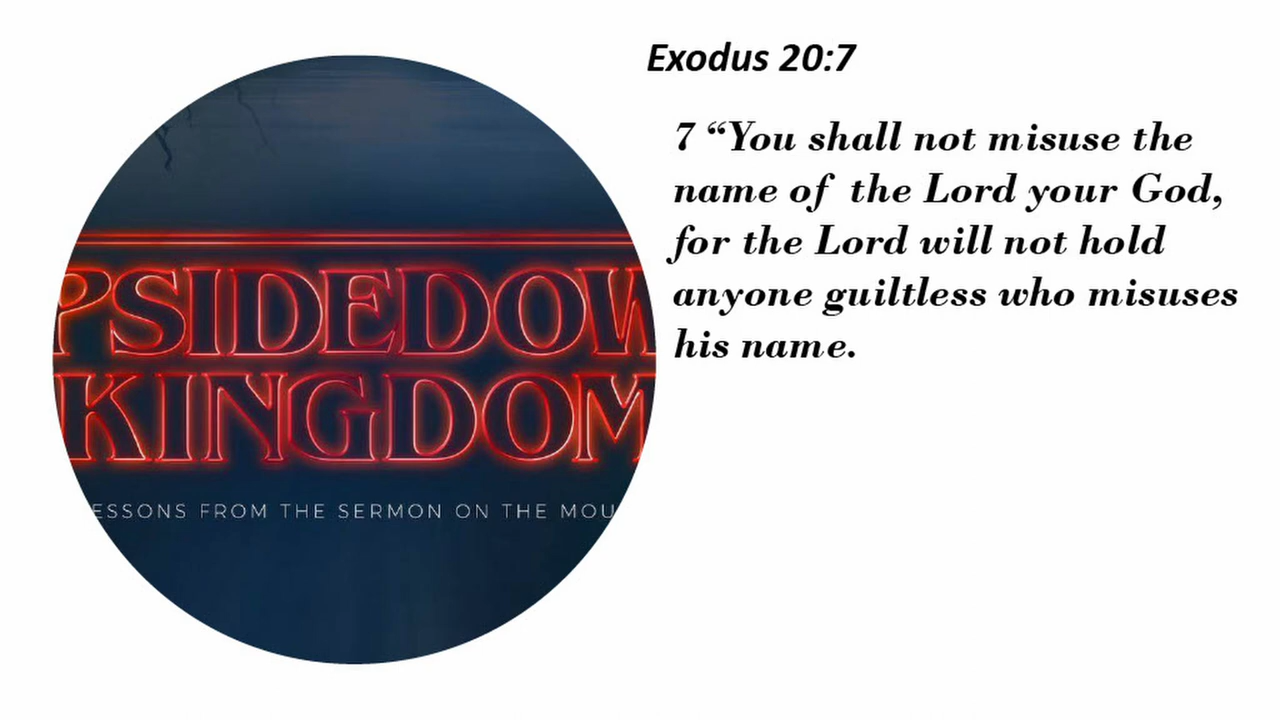 Exodus 20:7
7 “You shall not misuse the
name of the Lord your God,
for the Lord will not hold
anyone guiltless who misuses
his name.
PSIDEDOW
KINGDOM
ESSONS FROM THE SERMON ON THE MOU